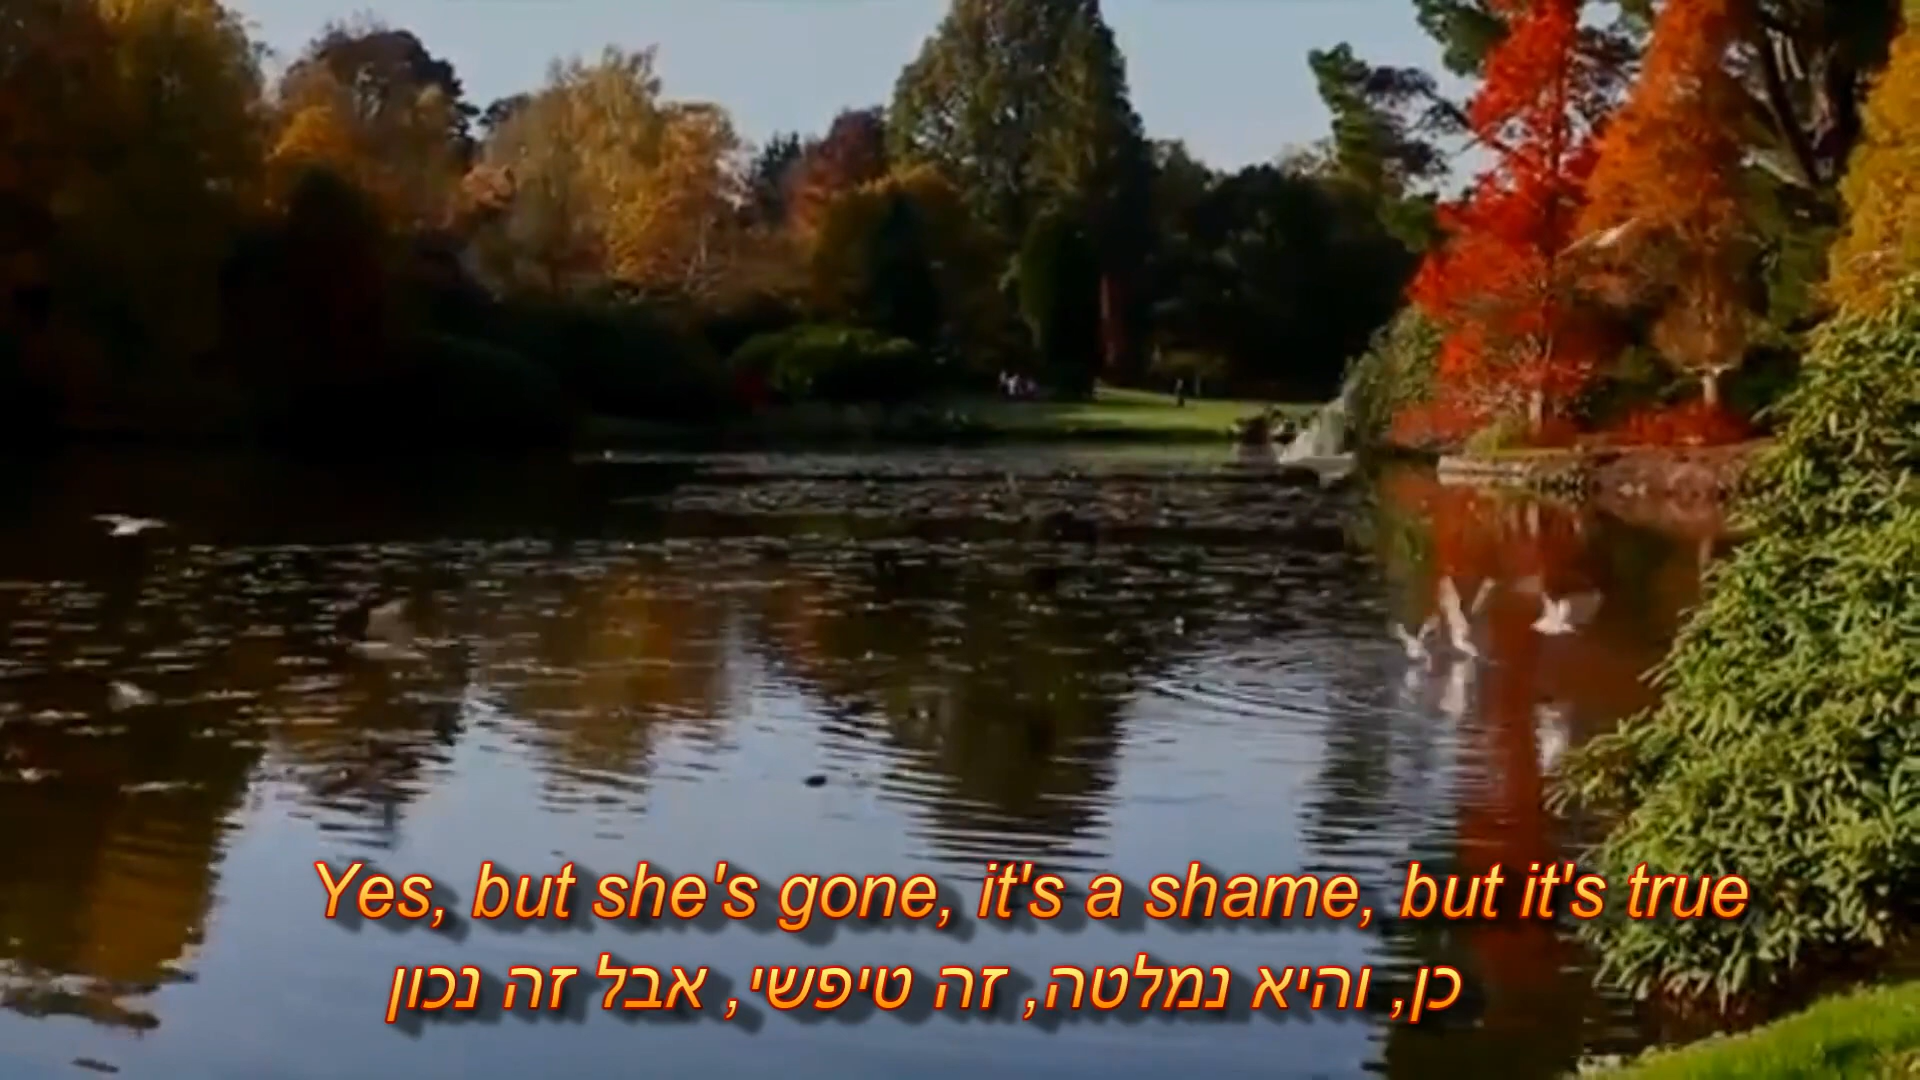 Yes, but she's gone, it's a shame, but it's true
כן, והיא נמלטה, זה טיפשי, אבל זה נכון